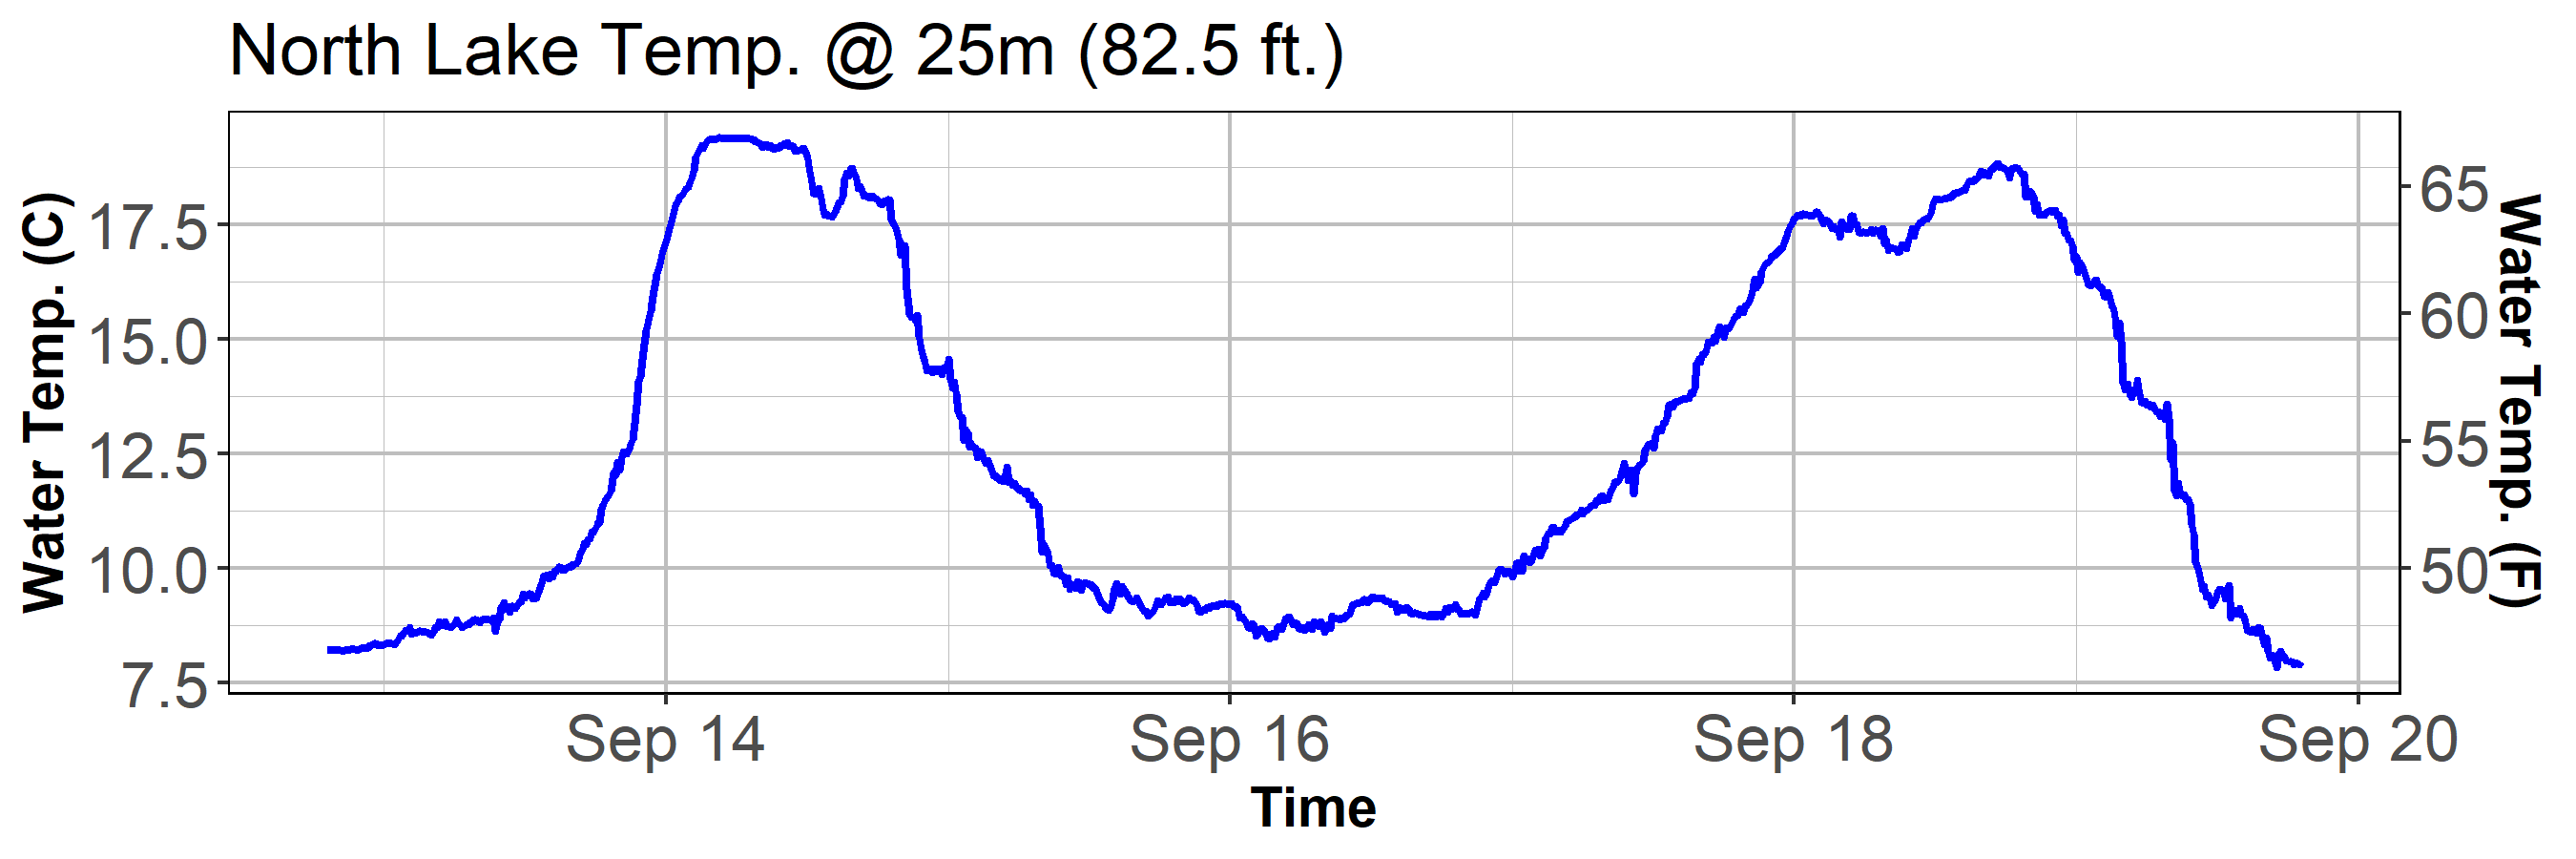 North Lake Temp. @ 25m (82.5 ft.)
Water Temp. (C)
17.5
15.0
12.5
10.0
7.5
65
60
55
50
Water Temp. (F)
Sep 14
Sep 16
Sep 18
Sep 20
Time